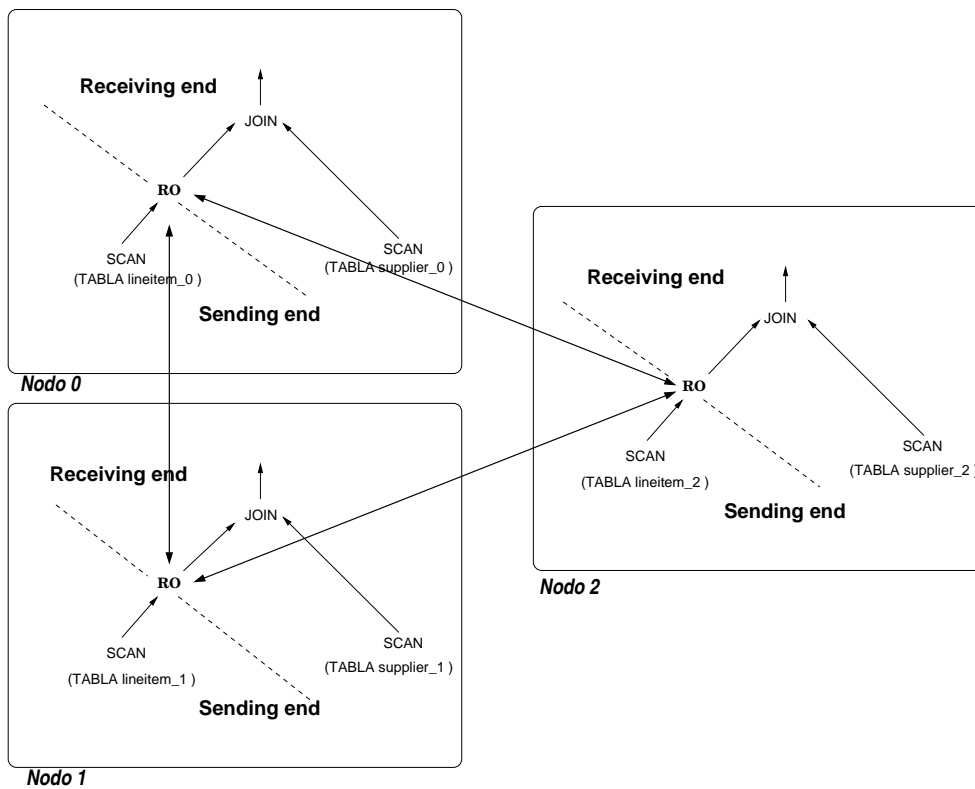 Receiving end
JOIN
RO
SCAN
(TABLA lineitem_0 )
SCAN
(TABLA supplier_0 )
Sending end
Nodo 0
Receiving end
JOIN
RO
SCAN
(TABLA lineitem_1 )
SCAN
(TABLA supplier_1 )
Sending end
Nodo 1
Receiving end
JOIN
RO
SCAN
(TABLA lineitem_2 )
SCAN
(TABLA supplier_2 )
Sending end
Nodo 2